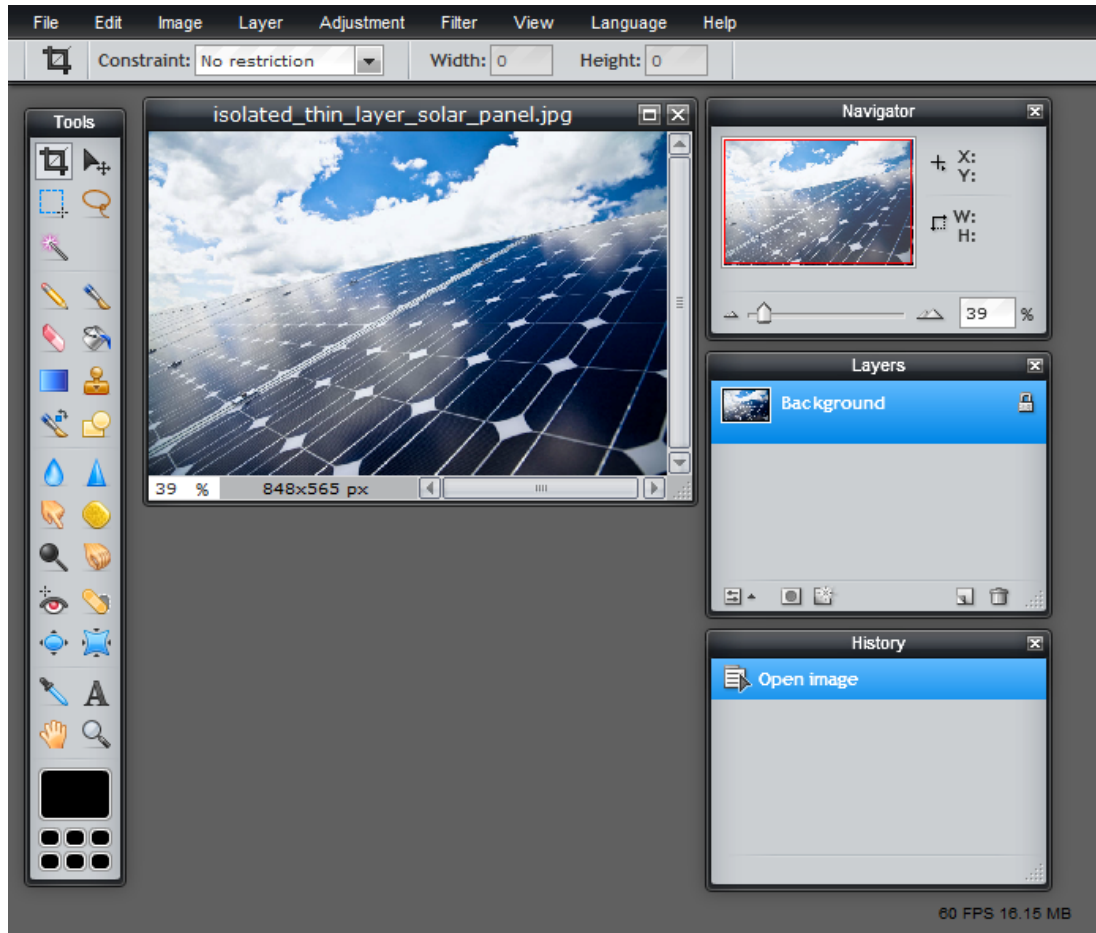 File Edit Image Layer Adjustment Filter View Language Help
Constraint: No restriction Width: 0 Height: 0
Tools
isolated_thin_layer_solar_panel.jpg
39 % 848x565 px
Navigator
X:
Y:
W:
H:
39 %
Layers
Background
History
Open image
A
60 FPS 16.15 MB